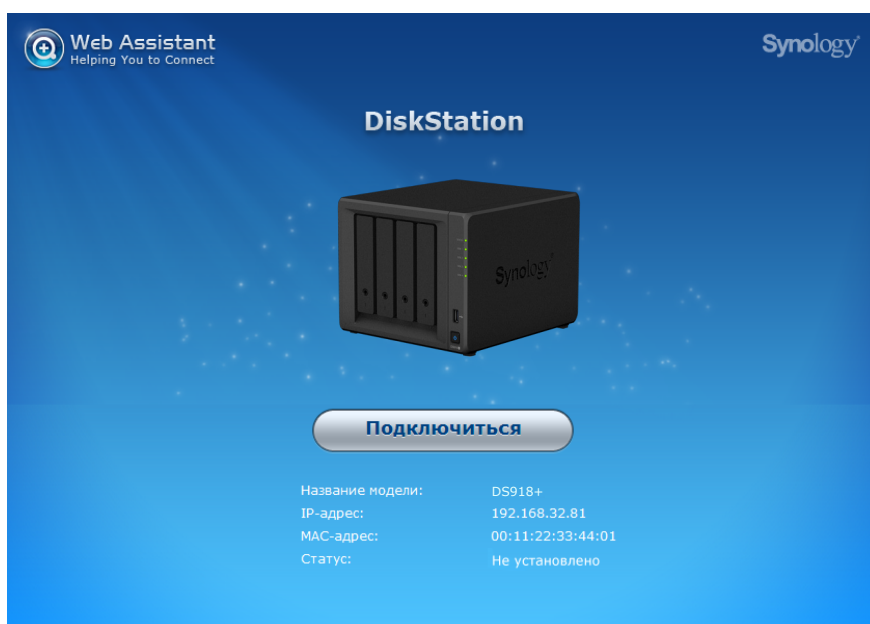 Web Assistant
Helping You to Connect
Synology
DiskStation
Synology
Подключиться
Название модели: DS918+
IP-адрес: 192.168.32.81
MAC-адрес: 00:11:22:33:44:01
Статус: Не установлено